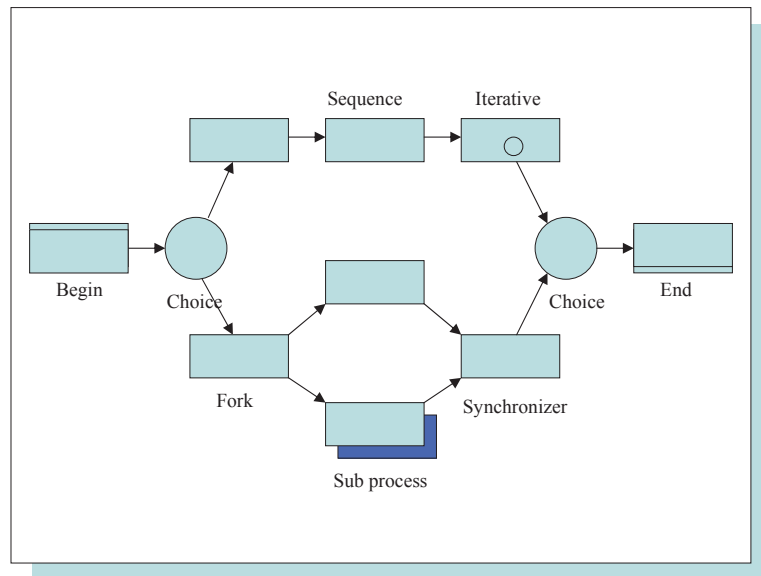 Sequence
Iterative
Begin
Choice
Choice
End
Fork
Synchronizer
Sub process